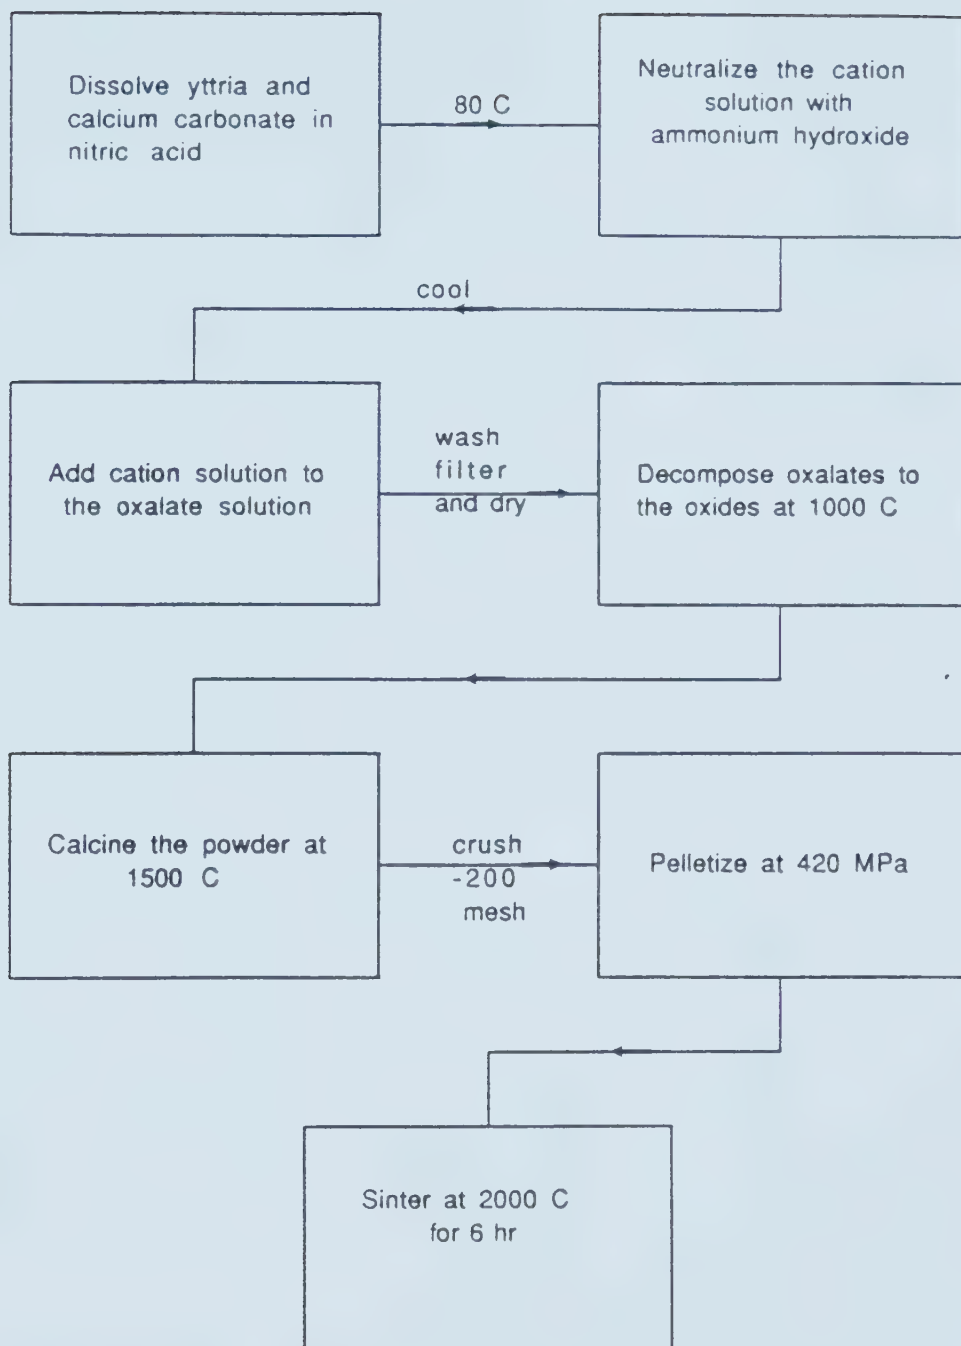 Dissolve yttria and
calcium carbonate in
nitric acid
80 C
Neutralize the cation
solution with
ammonium hydroxide
cool
Add cation solution to
the oxalate solution
wash
filter
and dry
Decompose oxalates to
the oxides at 1000 C
Calcine the powder at
1500 C
crush
-200
mesh
Pelletize at 420 MPa
Sinter at 2000 C
for 6 hr